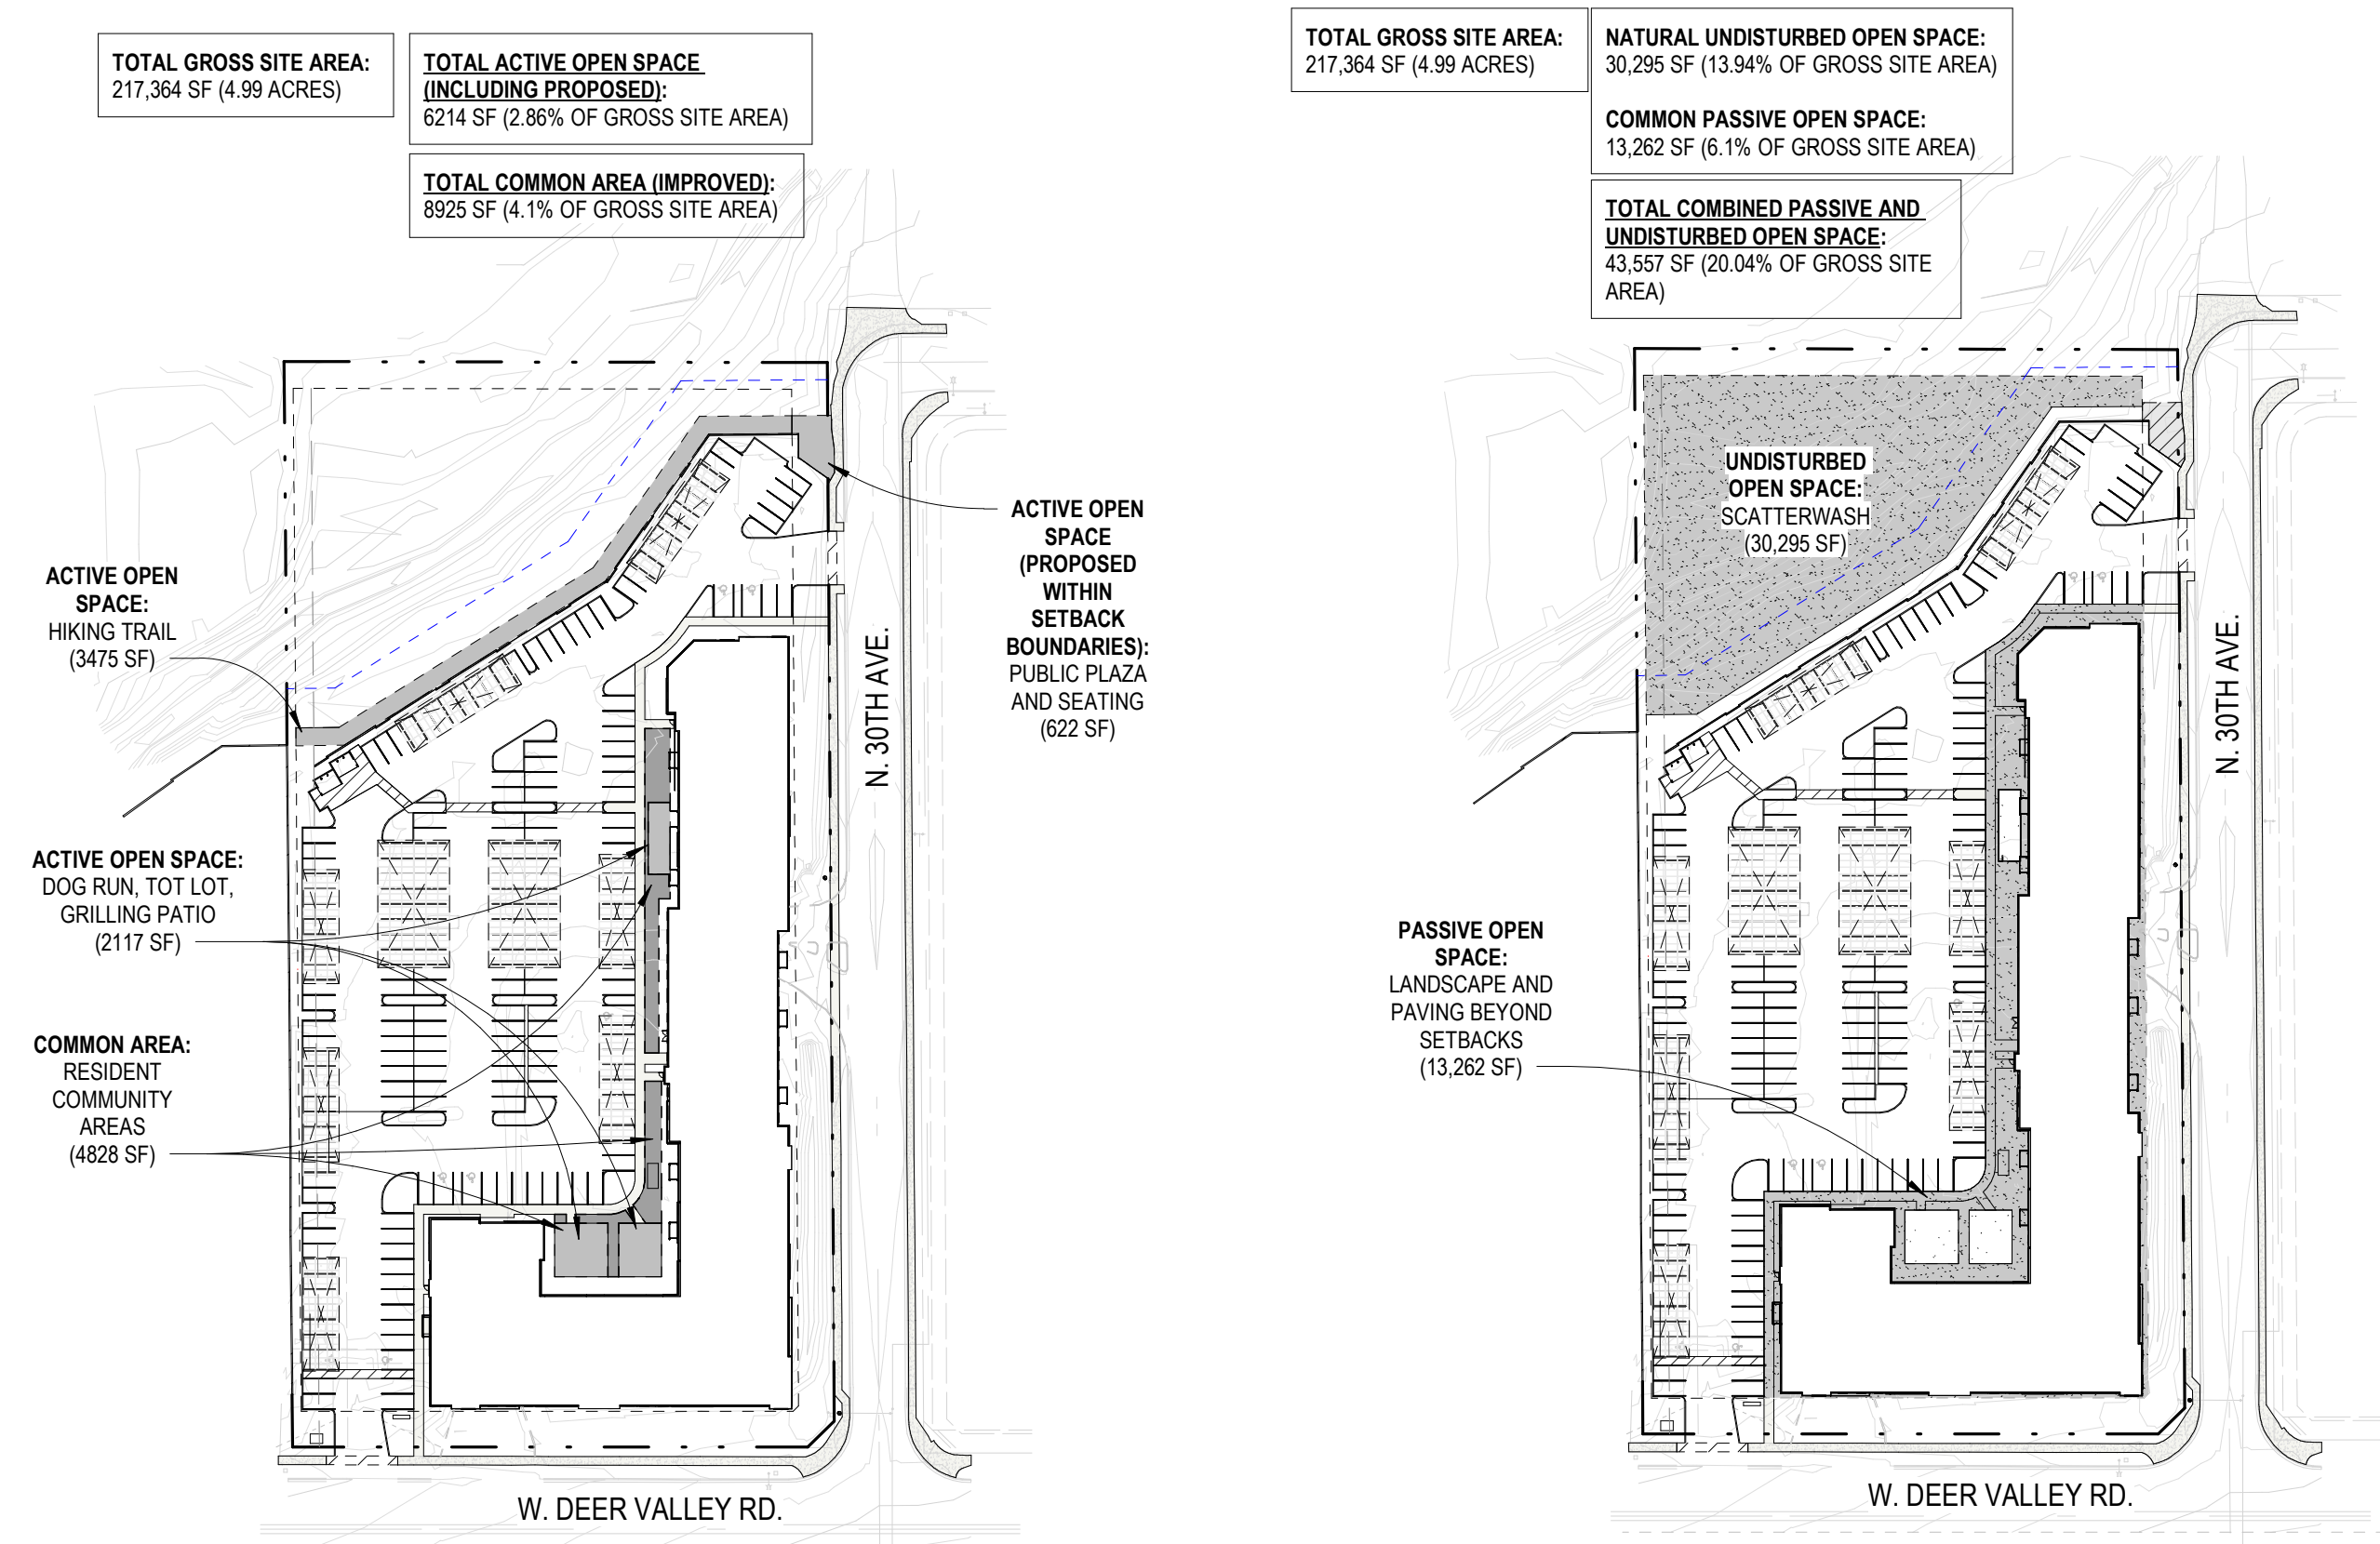 TOTAL GROSS SITE AREA:
217,364 SF (4.99 ACRES)
TOTAL ACTIVE OPEN SPACE
(INCLUDING PROPOSED):
6214 SF (2.86% OF GROSS SITE AREA)
TOTAL COMMON AREA (IMPROVED):
8925 SF (4.1% OF GROSS SITE AREA)
ACTIVE OPEN
SPACE:
HIKING TRAIL
(3475 SF)
ACTIVE OPEN
SPACE
(PROPOSED
WITHIN
SETBACK
BOUNDARIES):
PUBLIC PLAZA
AND SEATING
(622 SF)
ACTIVE OPEN SPACE:
DOG RUN, TOT LOT,
GRILLING PATIO
(2117 SF)
COMMON AREA:
RESIDENT
COMMUNITY
AREAS
(4828 SF)
N. 30TH AVE.
W. DEER VALLEY RD.
TOTAL GROSS SITE AREA:
217,364 SF (4.99 ACRES)
NATURAL UNDISTURBED OPEN SPACE:
30,295 SF (13.94% OF GROSS SITE AREA)
COMMON PASSIVE OPEN SPACE:
13,262 SF (6.1% OF GROSS SITE AREA)
TOTAL COMBINED PASSIVE AND
UNDISTURBED OPEN SPACE:
43,557 SF (20.04% OF GROSS SITE
AREA)
UNDISTURBED
OPEN SPACE:
SCATTERWASH
(30,295 SF)
PASSIVE OPEN
SPACE:
LANDSCAPE AND
PAVING BEYOND
SETBACKS
(13,262 SF)
N. 30TH AVE.
W. DEER VALLEY RD.